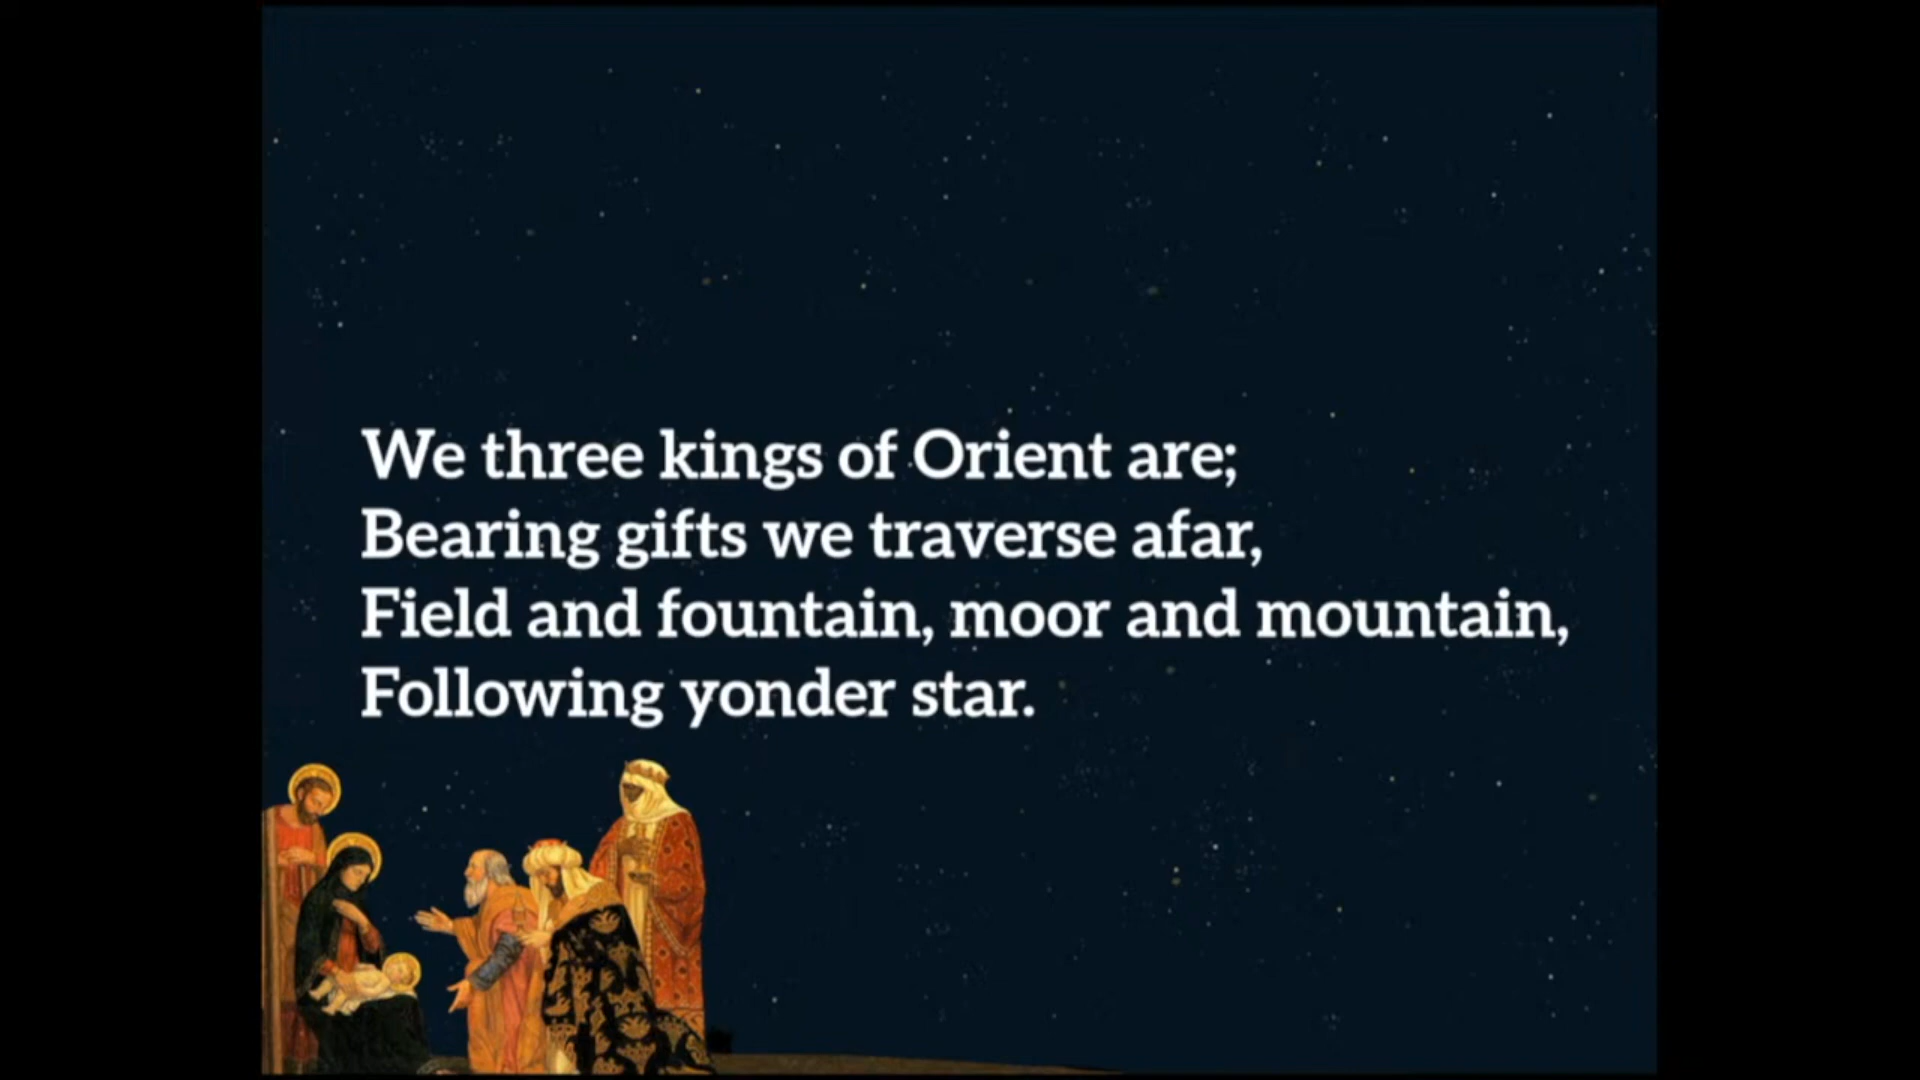 We three kings of Orient are;
Bearing gifts we traverse afar,
Field and fountain, moor and mountain,
Following yonder star.